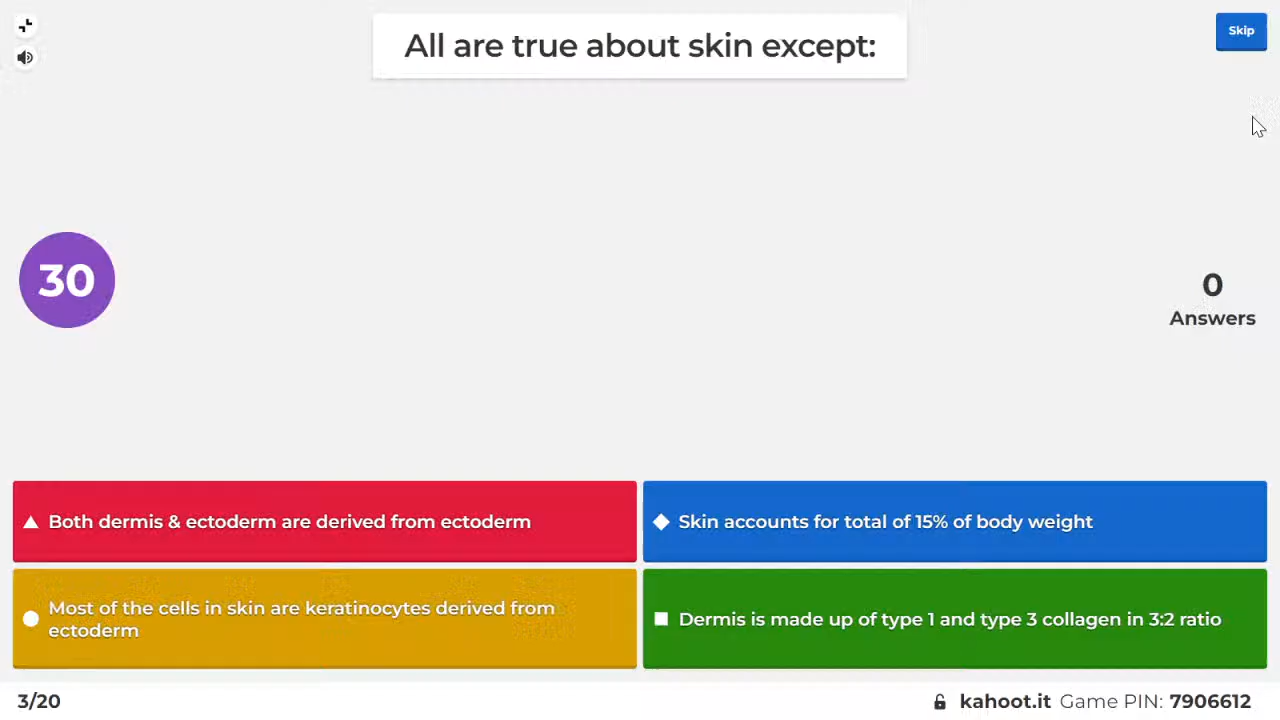 All are true about skin except:
Skip
30
0
Answers
Both dermis & ectoderm are derived from ectoderm
Skin accounts for total of 15% of body weight
Most of the cells in skin are keratinocytes derived from
ectoderm
Dermis is made up of type 1 and type 3 collagen in 3:2 ratio
3/20
kahoot.it Game PIN: 7906612